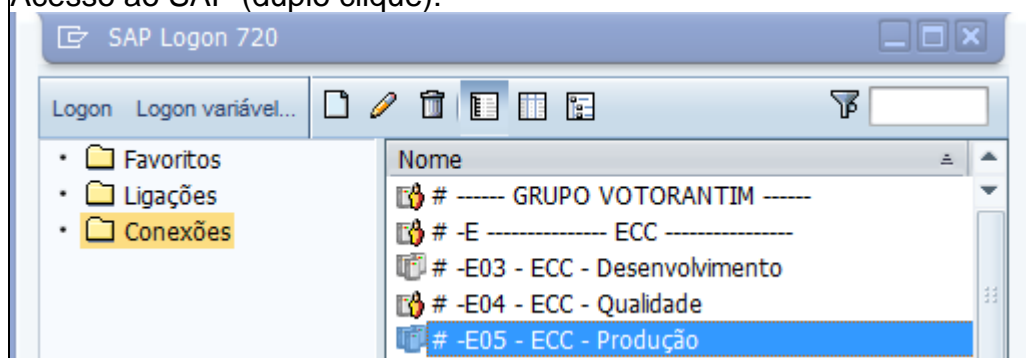 Acesso ao SAP (duplo clique):
SAP Logon 720
Logon Logon variável...
Favoritos
Ligações
Conexões
Nome
# ------ GRUPO VOTORANTIM ------
# -E --------------- ECC ----------------
# -E03 - ECC - Desenvolvimento
# -E04 - ECC - Qualidade
# -E05 - ECC - Produção